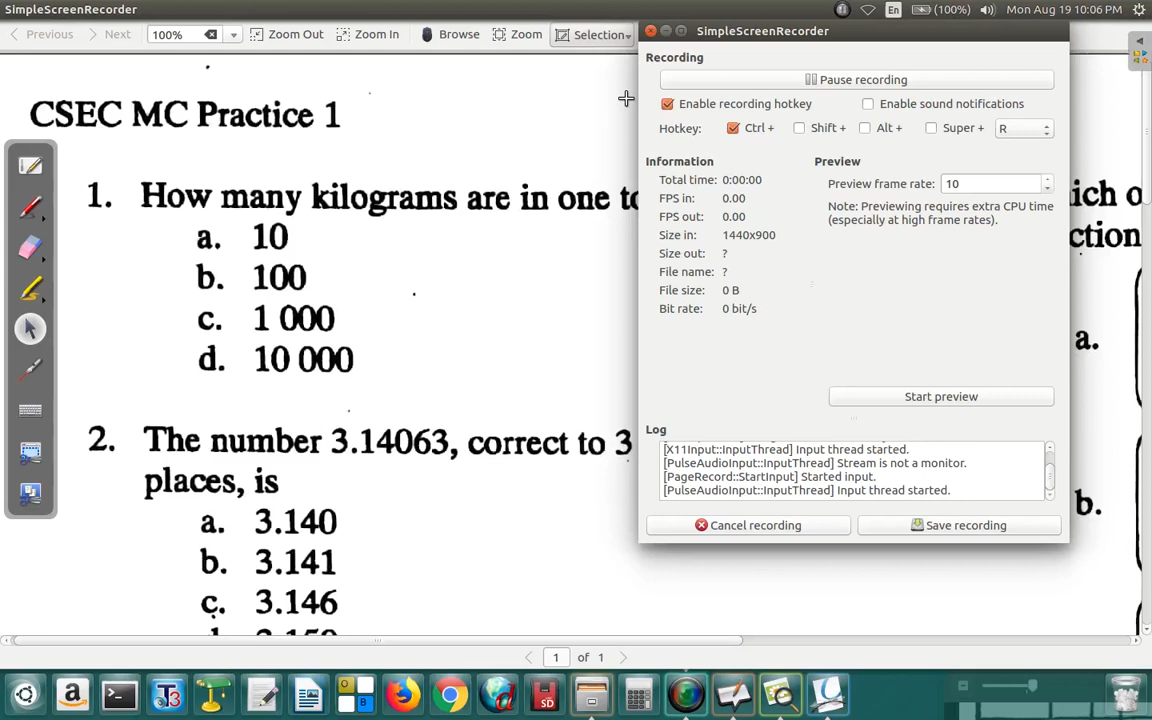 SimpleScreenRecorder
En
(100%)
Mon Aug 19 10:06 PM
Previous
Next
100%
Zoom Out
Zoom In
Browse
Zoom
Selection
CSEC MC Practice 1
1. How many kilograms are in one
a. 10
b. 100
c. 1 000
d. 10 000
2. The number 3.14063, correct to 3
places, is
a. 3.140
b. 3.141
c. 3.146
a.
b.
SimpleScreenRecorder
Recording
Pause recording
Enable recording hotkey
Enable sound notifications
Hotkey: Ctrl + Shift + Alt + Super + R
Information
Total time: 0:00:00
FPS in: 0.00
FPS out: 0.00
Size in: 1440x900
Size out: ?
File name: ?
File size: 0 B
Bit rate: 0 bit/s
Preview
Preview frame rate: 10
Note: Previewing requires extra CPU time
(especially at high frame rates).
Start preview
Log
[X11Input::InputThread] Input thread started.
[PulseAudioInput::InputThread] Stream is not a monitor.
[PageRecord::StartInput] Started input.
[PulseAudioInput::InputThread] Input thread started.
Cancel recording
Save recording
1 of 1